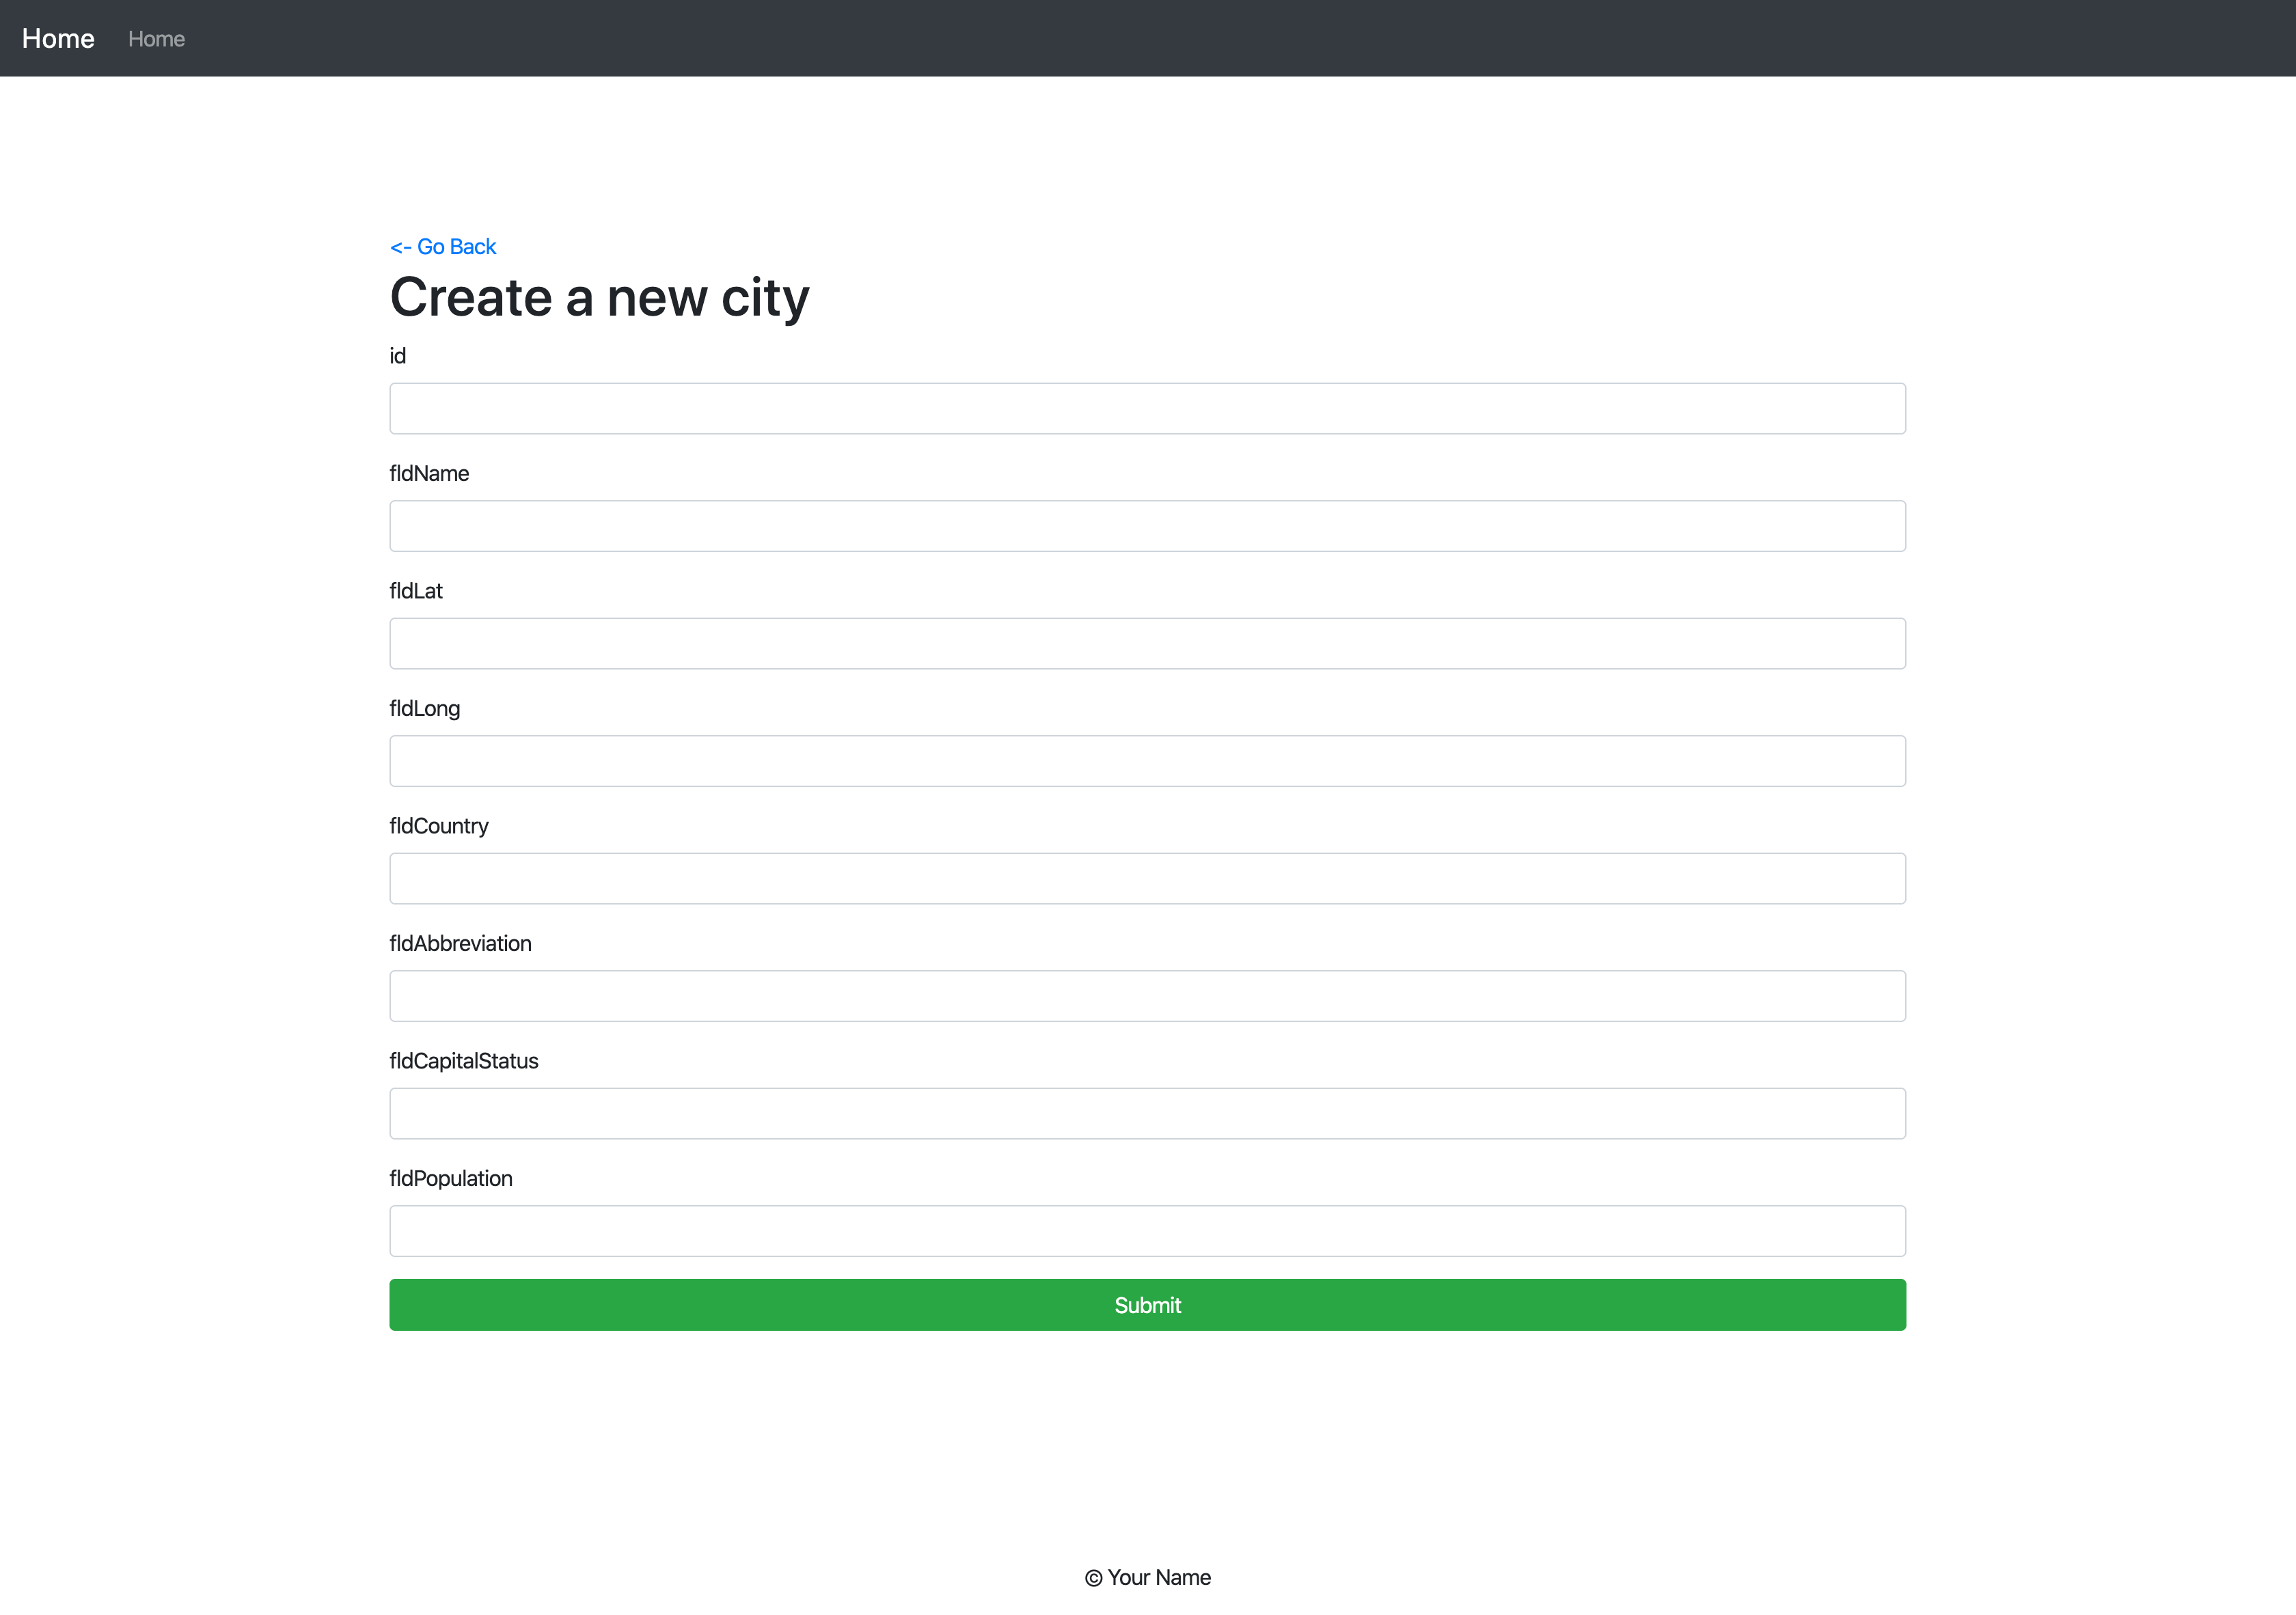 Home Home
<- Go Back
Create a new city
id
fldName
fldLat
fldLong
fldCountry
fldAbbreviation
fldCapitalStatus
fldPopulation
Submit
© Your Name